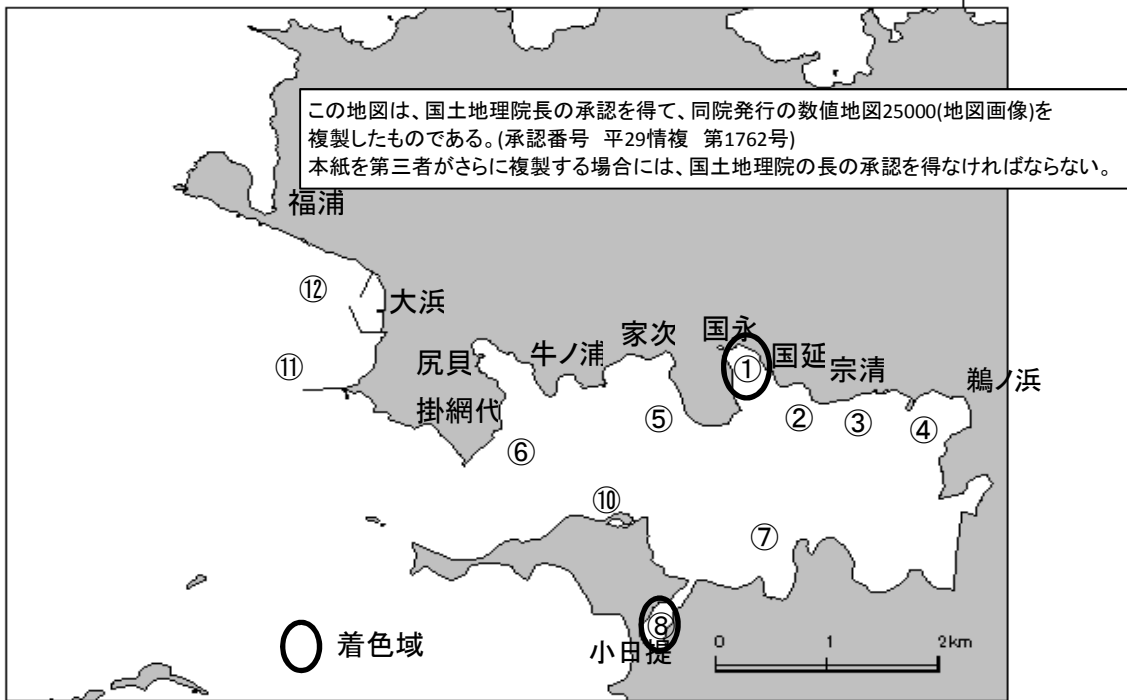 この地図は、国土地理院長の承認を得て、同院発行の数値地図25000(地図画像)を
複製したものである。(承認番号 平29情複 第1762号)
本紙を第三者がさらに複製する場合には、国土地理院の長の承認を得なければならない。
福浦
⑫
大浜
⑪
尻貝
牛ノ浦
家次
国永
①
国延
宗清
鵜ノ浜
掛網代
⑥
⑤
②
③
④
⑩
⑦
⑧
小日提
着色域
0 1 2km